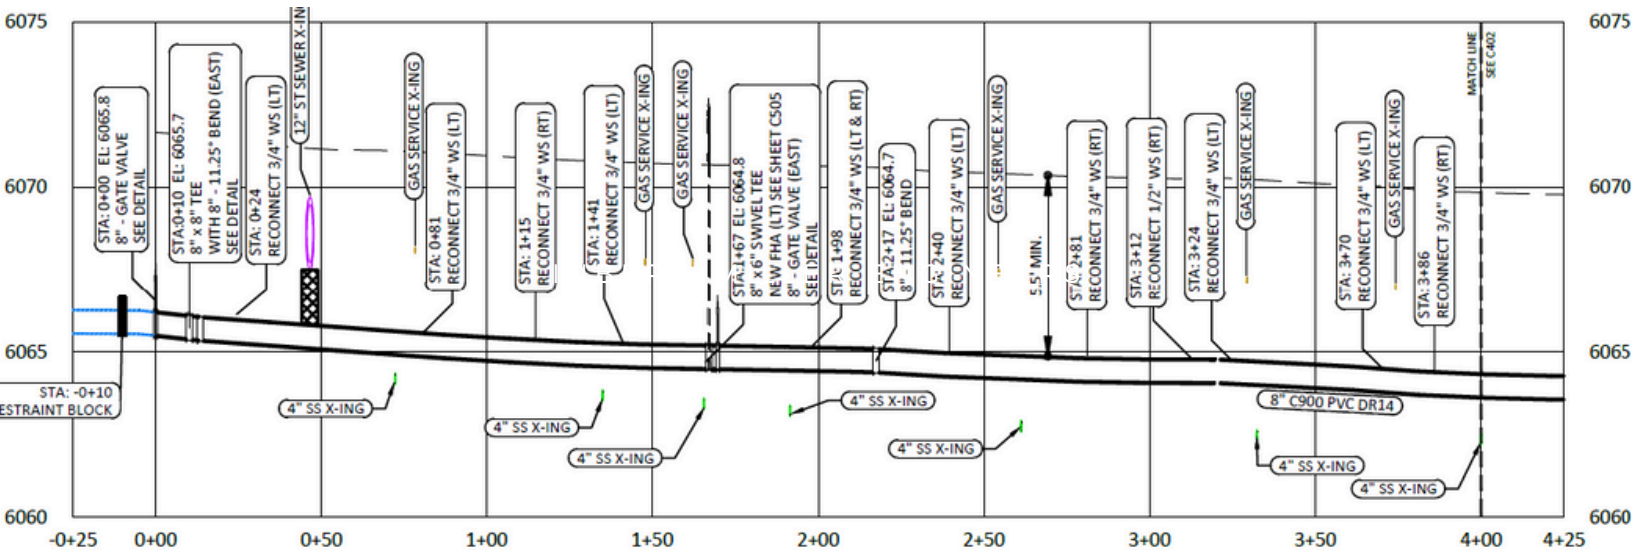 6075
6075
6070
6070
6065
6065
6060
6060
STA: 0+00 EL: 6065.8
8" - GATE VALVE
SEE DETAIL
STA:0+10 EL: 6065.7
8" x 8" TEE
WITH 8" - 11.25° BEND (EAST)
SEE DETAIL
STA: 0+24
RECONNECT 3/4" WS (LT)
12" ST SEWER X-IN
GAS SERVICE X-ING
STA: 0+81
RECONNECT 3/4" WS (LT)
STA: 1+15
RECONNECT 3/4" WS (RT)
STA: 1+41
RECONNECT 3/4" WS (LT)
GAS SERVICE X-ING
GAS SERVICE X-ING
STA:1+67 EL: 6064.8
8" x 6" SWIVEL TEE
NEW FHA (LT) SEE SHEET C505
8" - GATE VALVE (EAST)
SEE DETAIL
STA: 1+98
RECONNECT 3/4" WS (LT & RT)
STA:2+17 EL: 6064.7
8" - 11.25° BEND
STA: 2+40
RECONNECT 3/4" WS (LT)
GAS SERVICE X-ING
5.5' MIN.
STA: 2+81
RECONNECT 3/4" WS (RT)
STA: 3+12
RECONNECT 1/2" WS (RT)
STA: 3+24
RECONNECT 3/4" WS (LT)
GAS SERVICE X-ING
STA: 3+70
RECONNECT 3/4" WS (LT)
GAS SERVICE X-ING
STA: 3+86
RECONNECT 3/4" WS (RT)
MATCH LINE
SEE C402
STA: -0+10
ESTRAINT BLOCK
4" SS X-ING
4" SS X-ING
4" SS X-ING
4" SS X-ING
4" SS X-ING
8" C900 PVC DR14
4" SS X-ING
4" SS X-ING
-0+25
0+00
0+50
1+00
1+50
2+00
2+50
3+00
3+50
4+00
4+25